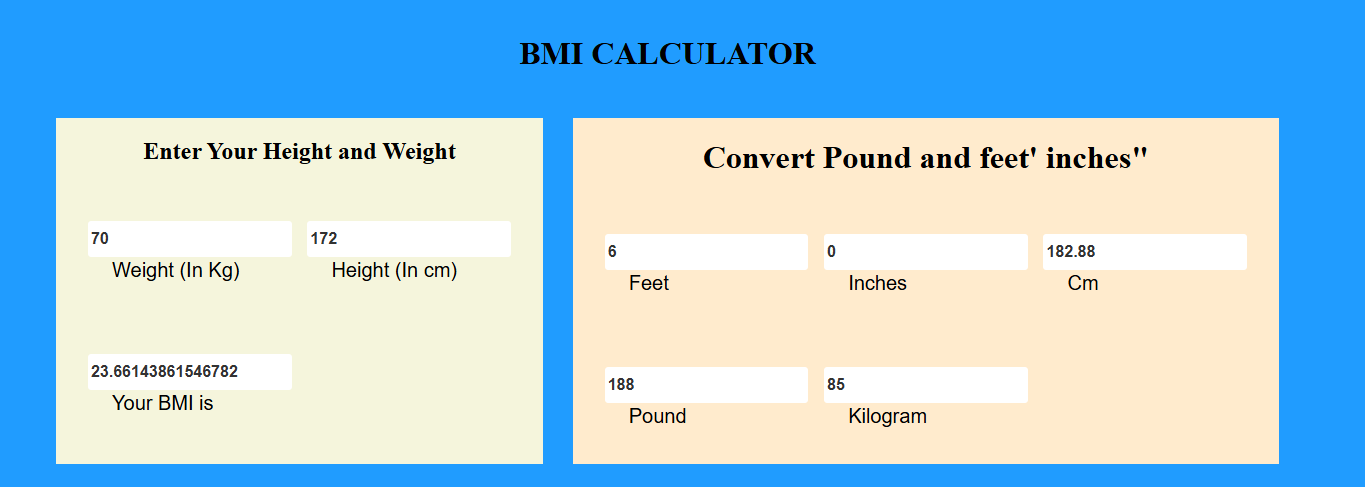 BMI CALCULATOR
Enter Your Height and Weight
70 172
Weight (In Kg) Height (In cm)
23.66143861546782
Your BMI is
Convert Pound and feet' inches"
6 0 182.88
Feet Inches Cm
188 85
Pound Kilogram